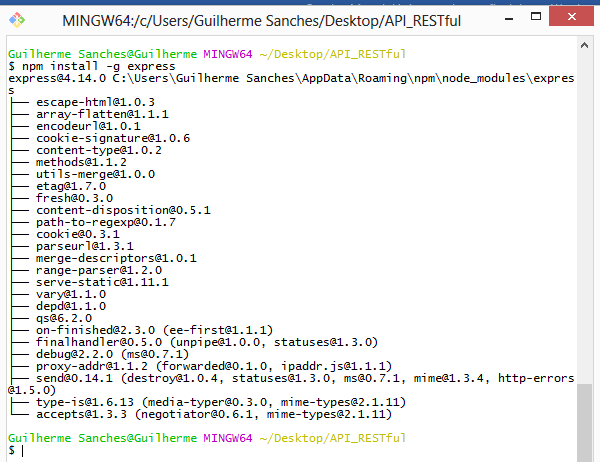 MINGW64:/c/Users/Guilherme Sanches/Desktop/API_RESTful
Guilherme Sanches@Guilherme MINGW64 ~/Desktop/API_RESTful
$ npm install -g express
express@4.14.0 C:\Users\Guilherme Sanches\AppData\Roaming\npm\node_modules\expres
s
├── escape-html@1.0.3
├── array-flatten@1.1.1
├── encodeurl@1.0.1
├── cookie-signature@1.0.6
├── content-type@1.0.2
├── methods@1.1.2
├── utils-merge@1.0.0
├── etag@1.7.0
├── fresh@0.3.0
├── content-disposition@0.5.1
├── path-to-regexp@0.1.7
├── cookie@0.3.1
├── parseurl@1.3.1
├── merge-descriptors@1.0.1
├── range-parser@1.2.0
├── serve-static@1.11.1
├── vary@1.1.0
├── depd@1.1.0
├── qs@6.2.0
├── on-finished@2.3.0 (ee-first@1.1.1)
├── finalhandler@0.5.0 (unpipe@1.0.0, statuses@1.3.0)
├── debug@2.2.0 (ms@0.7.1)
├── proxy-addr@1.1.2 (forwarded@0.1.0, ipaddr.js@1.1.1)
├── send@0.14.1 (destroy@1.0.4, statuses@1.3.0, ms@0.7.1, mime@1.3.4, http-errors
@1.5.0)
├── type-is@1.6.13 (media-typer@0.3.0, mime-types@2.1.11)
└── accepts@1.3.3 (negotiator@0.6.1, mime-types@2.1.11)
Guilherme Sanches@Guilherme MINGW64 ~/Desktop/API_RESTful
$